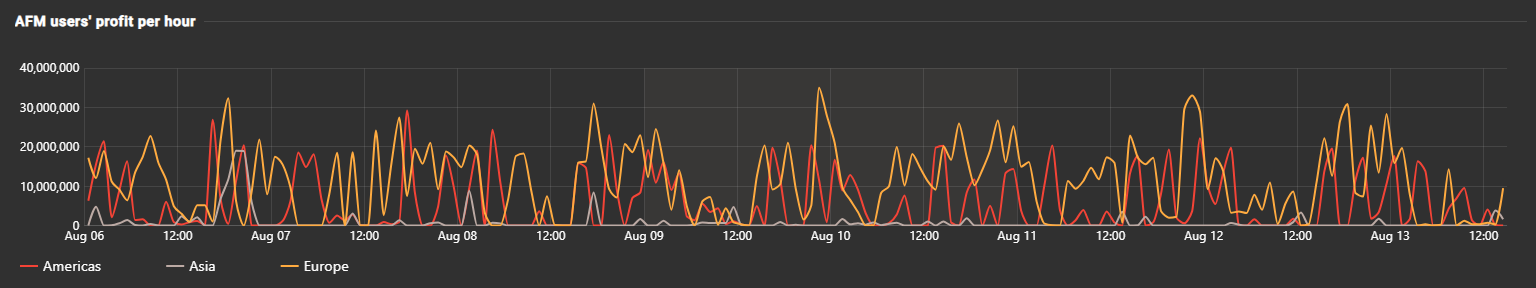 AFM users' profit per hour
40,000,000
30,000,000
20,000,000
10,000,000
0
Aug 06 12:00 Aug 07 12:00 Aug 08 12:00 Aug 09 12:00 Aug 10 12:00 Aug 11 12:00 Aug 12 12:00 Aug 13 12:00
Americas Asia Europe